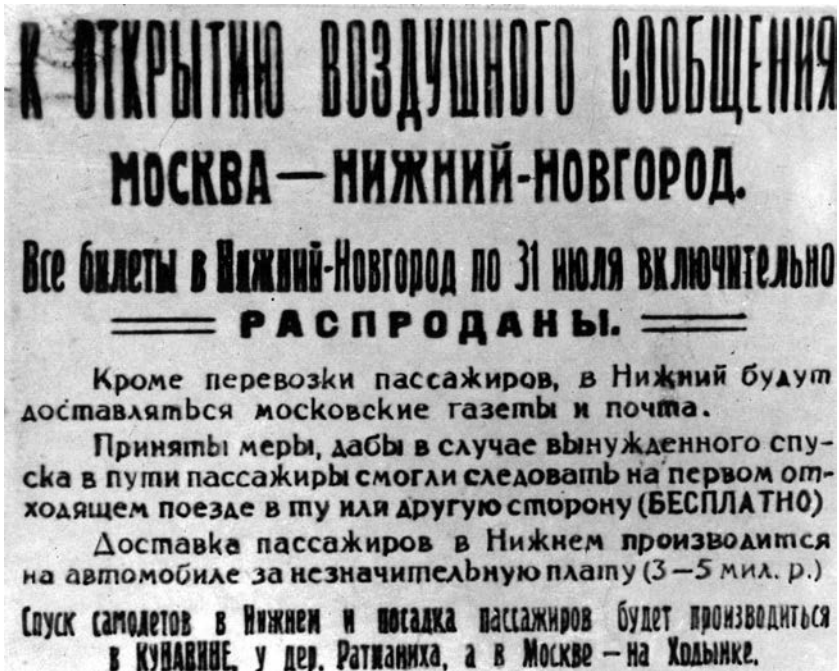 К ОТКРЫТИЮ ВОЗДУШНОГО СООБЩЕНИЯ
МОСКВА — НИЖНИЙ-НОВГОРОД.
Все билеты в Нижний-Новгород по 31 июля включительно
РАСПРОДАНЫ.
Кроме перевозки пассажиров, в Нижний будут
доставляться московские газеты и почта.
Приняты меры, дабы в случае вынужденного спу-
ска в пути пассажиры смогли следовать на первом от-
ходящем поезде в ту или другую сторону (БЕСПЛАТНО)
Доставка пассажиров в Нижнем производится
на автомобиле за незначительную плату (3—5 мил. р.)
Спуск самолетов в Нижнем и посадка пассажиров будет производиться
в КУНАВИНЕ, у дер. Ратманиха, а в Москве — на Ходынке.